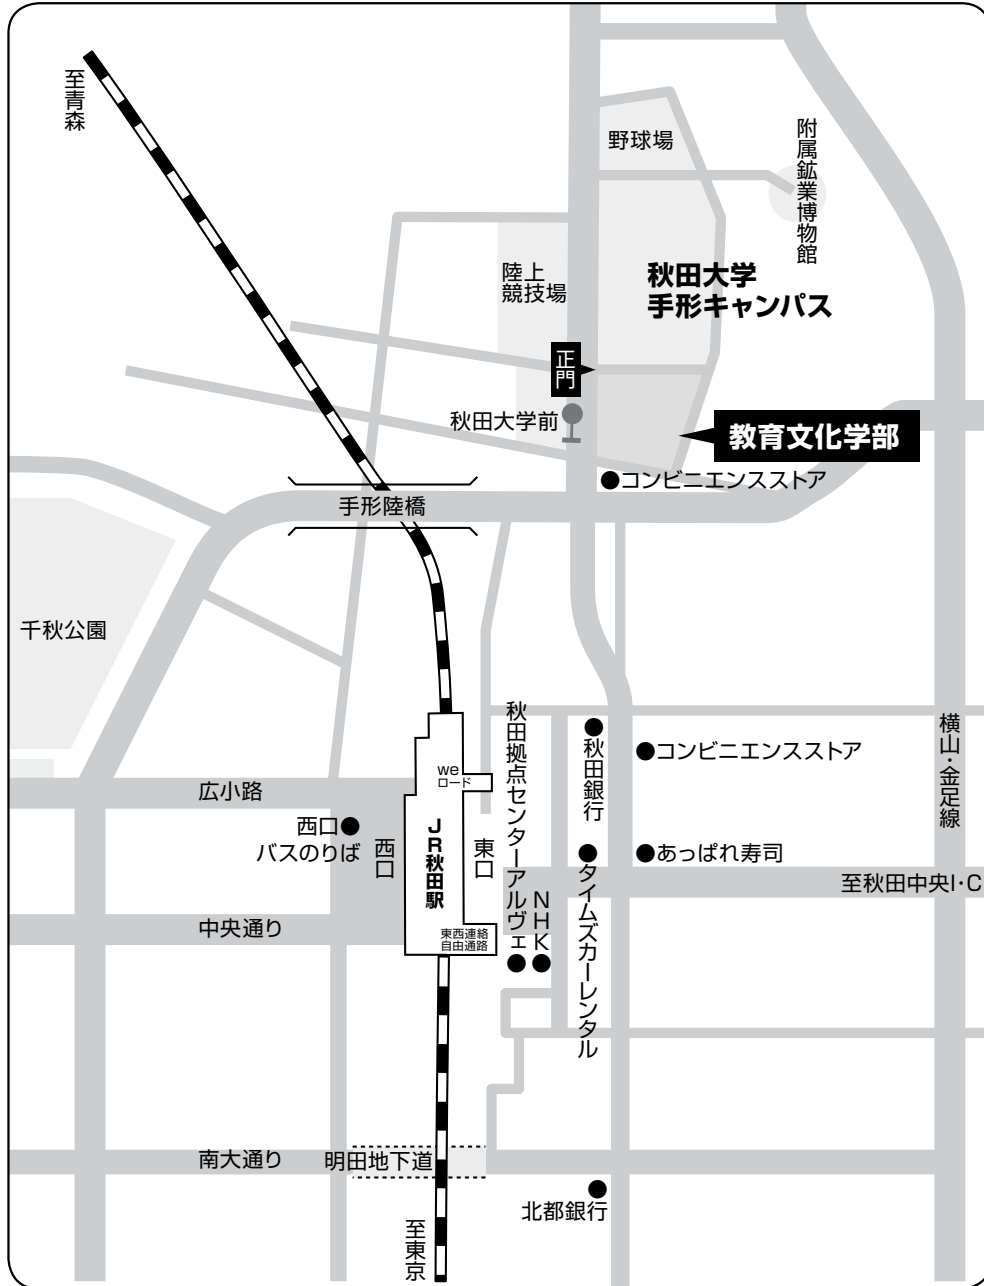 至青森
野球場
附属鉱業博物館
陸上
競技場
秋田大学
手形キャンパス
正門
秋田大学前
教育文化学部
コンビニエンスストア
手形陸橋
千秋公園
秋田拠点センターアルヴェ
秋田銀行
コンビニエンスストア
横山・金足線
we
ロード
広小路
西口
バスのりば
西口
JR秋田駅
東口
NHK
タイムズカーレンタル
あっぱれ寿司
至秋田中央I・C
中央通り
東西連絡
自由通路
南大通り
明田地下道
北都銀行
至東京